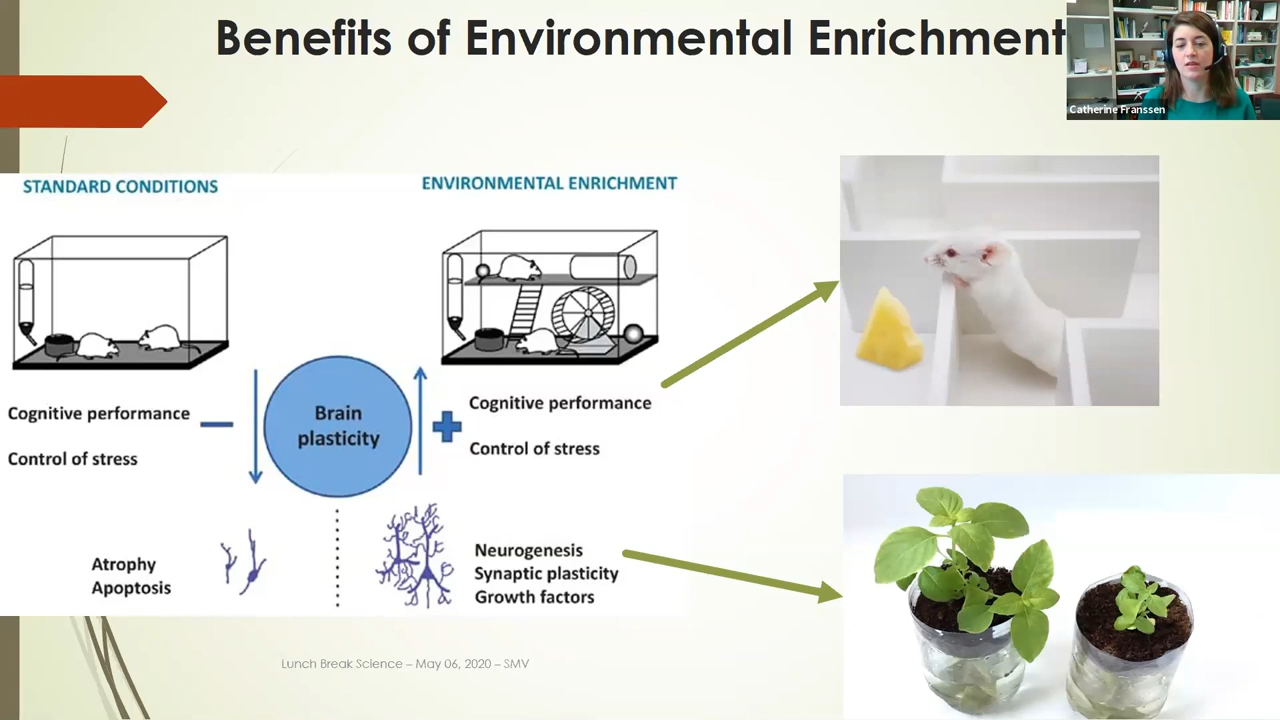 Benefits of Environmental Enrichment
Catherine Franssen
STANDARD CONDITIONS
ENVIRONMENTAL ENRICHMENT
Cognitive performance
Control of stress
Brain
plasticity
Cognitive performance
Control of stress
Atrophy
Apoptosis
Neurogenesis
Synaptic plasticity
Growth factors
Lunch Break Science – May 06, 2020 – SMV